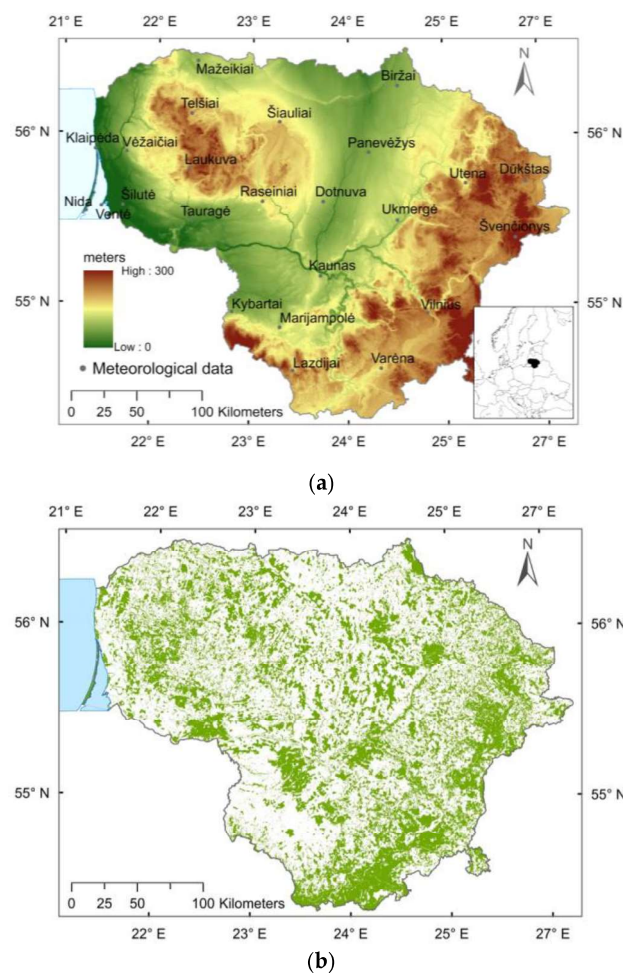 21° E 22° E 23° E 24° E 25° E 26° E
N
Mažeikiai
Biržai
Telšiai
Šiauliai
56° N
56° N
Klaipėda
Vėžaičiai
Panevėžys
Laukuva
Utena
Dūkštas
Nida
Šilutė
Raseiniai
Dotnuva
Ventė
Tauragė
Ukmergė
Švenčionys
meters
High : 300
Kaunas
55° N
Kybartai
Vilnius
55° N
Marijampolė
Low : 0
Meteorological data
Lazdijai
Varėna
0 25 50 100 Kilometers
22° E 23° E 24° E 25° E 26° E 27° E
(a)
21° E 22° E 23° E 24° E 25° E 26° E
N
56° N
56° N
55° N
55° N
0 25 50 100 Kilometers
22° E 23° E 24° E 25° E 26° E 27° E
(b)